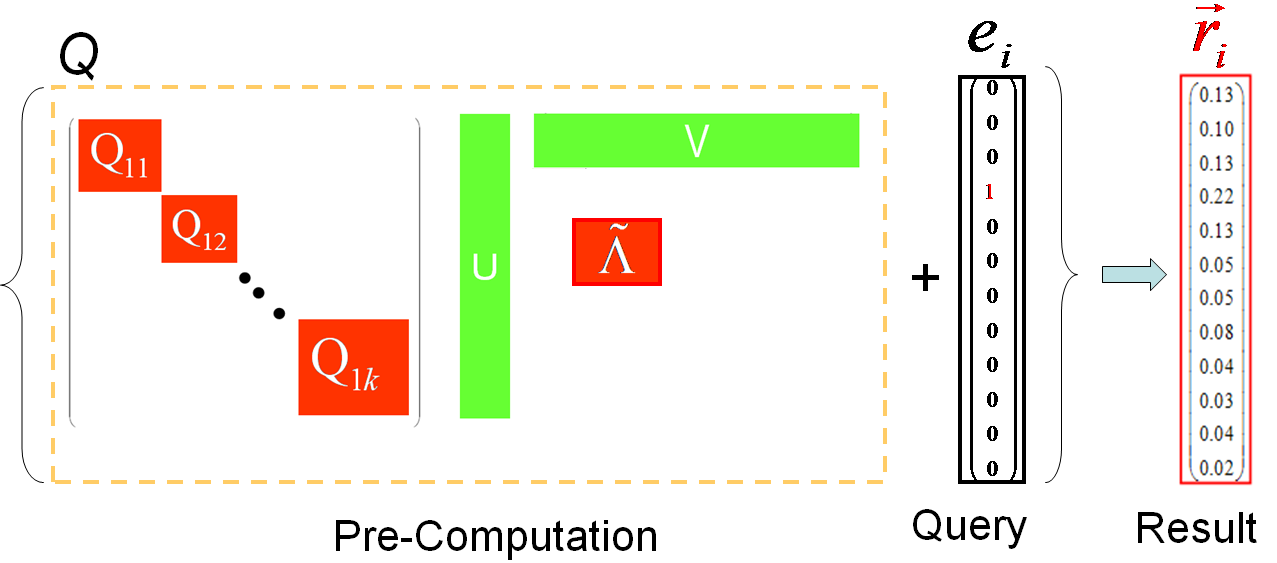 Q
e_i
r⃗_i
Q₁₁
Q₁₂
Q₁ₖ
U
V
Λ̃
+
0
0
0
1
0
0
0
0
0
0
0
0
0.13
0.10
0.13
0.22
0.13
0.05
0.05
0.08
0.04
0.03
0.04
0.02
Pre-Computation
Query
Result